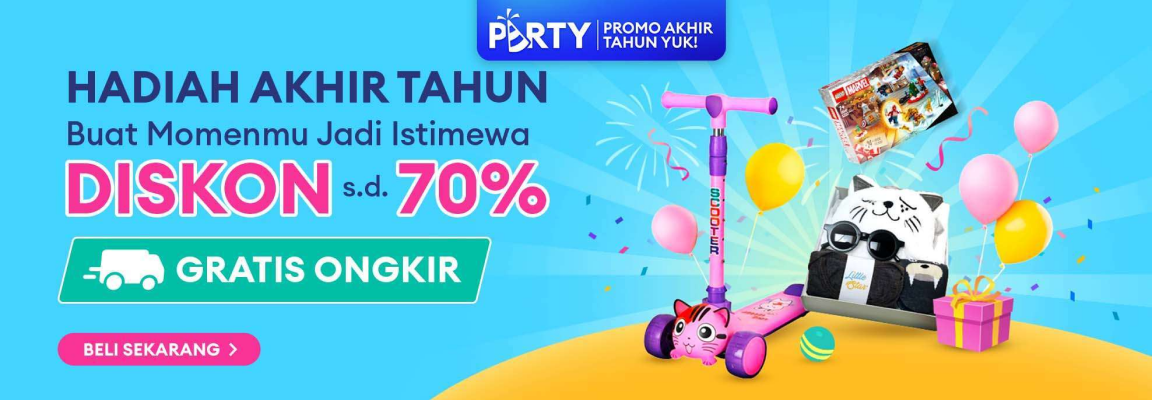 PARTY
PROMO AKHIR
TAHUN YUK!
HADIAH AKHIR TAHUN
Buat Momenmu Jadi Istimewa
DISKON s.d. 70%
GRATIS ONGKIR
BELI SEKARANG
SCOOTER
MARVEL